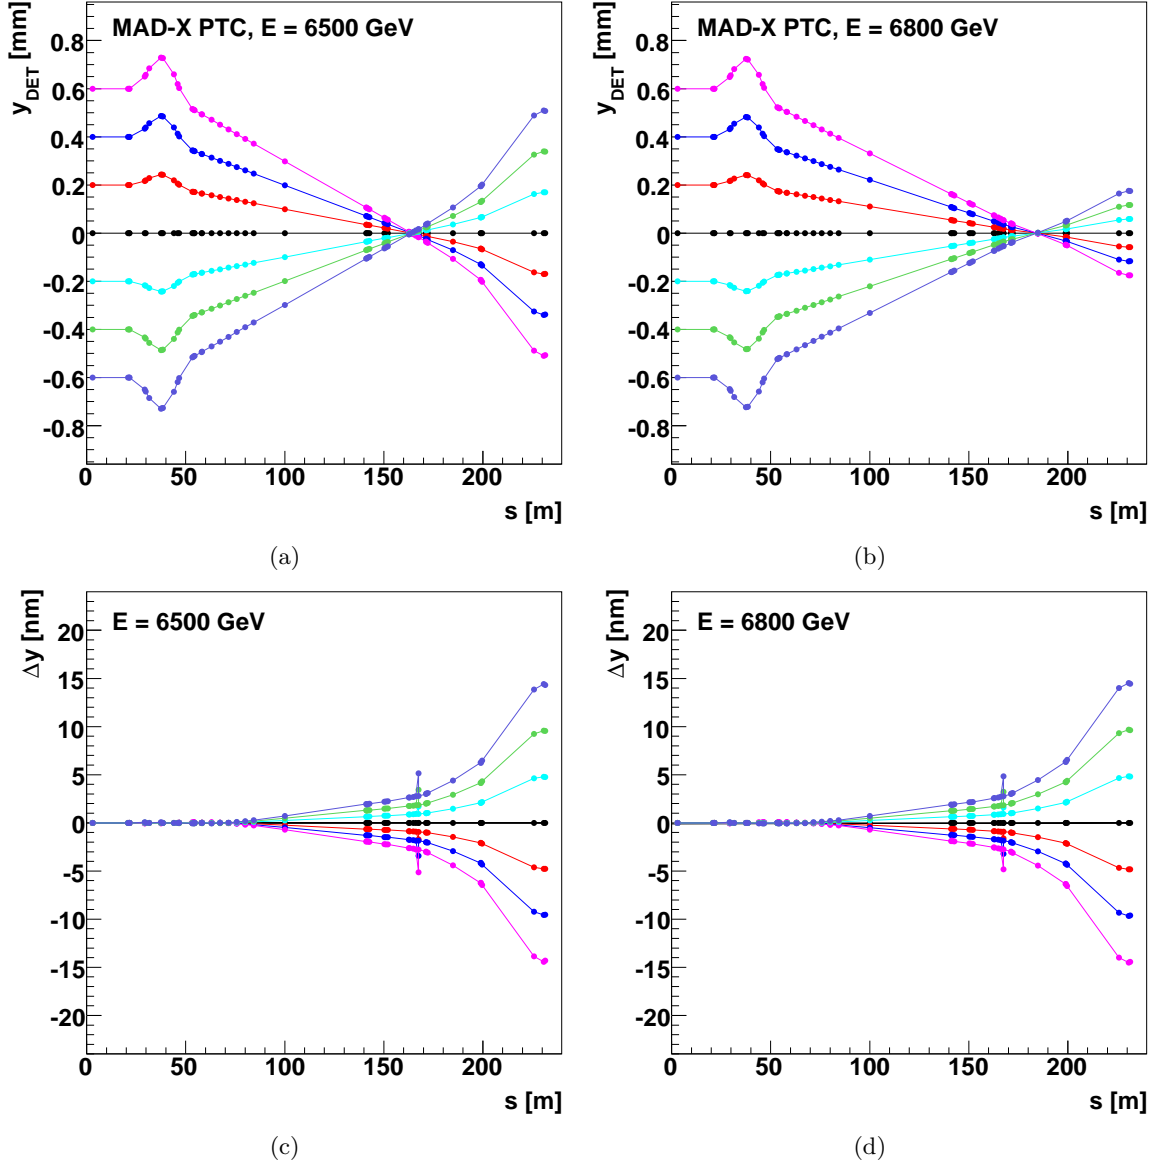 y_DET [mm]
MAD-X PTC, E = 6500 GeV
0.8
0.6
0.4
0.2
0
-0.2
-0.4
-0.6
-0.8
0 50 100 150 200
s [m]
(a)
y_DET [mm]
MAD-X PTC, E = 6800 GeV
0.8
0.6
0.4
0.2
0
-0.2
-0.4
-0.6
-0.8
0 50 100 150 200
s [m]
(b)
Δy [nm]
E = 6500 GeV
20
15
10
5
0
-5
-10
-15
-20
0 50 100 150 200
s [m]
(c)
Δy [nm]
E = 6800 GeV
20
15
10
5
0
-5
-10
-15
-20
0 50 100 150 200
s [m]
(d)